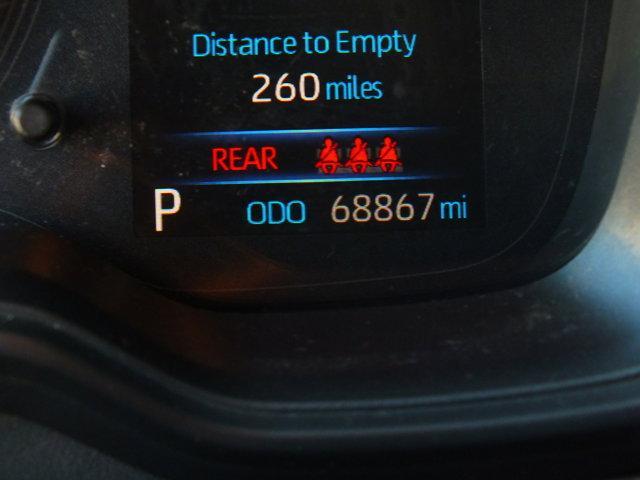 Distance to Empty
260 miles
REAR
P ODO 68867 mi